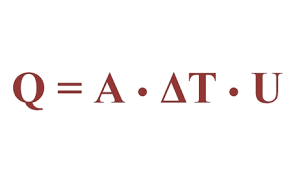 Q = A • ΔT • U